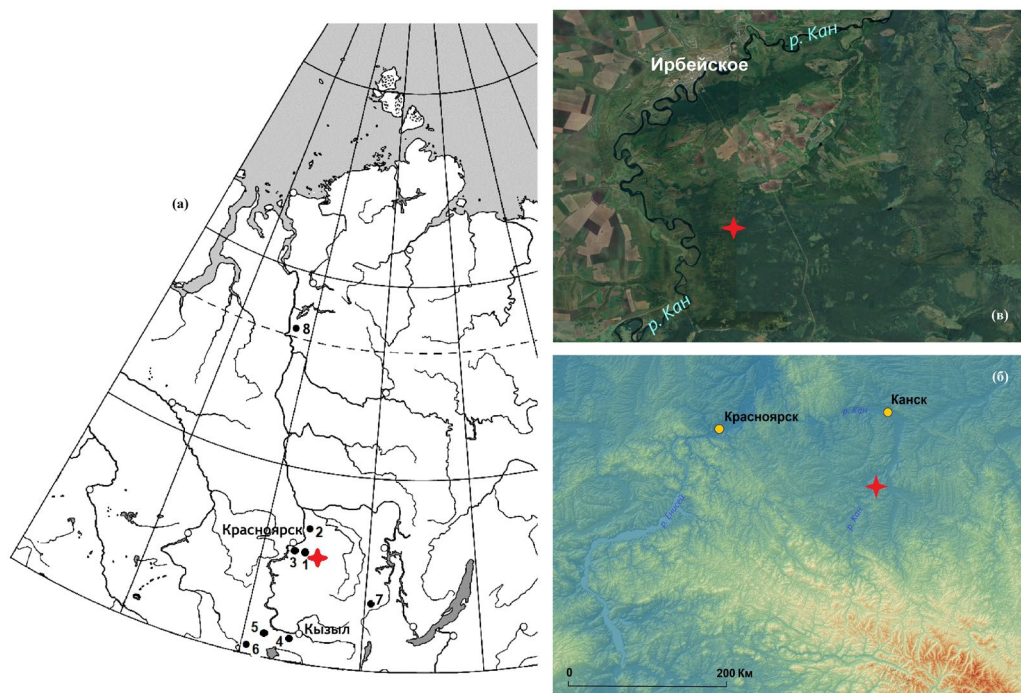 (а)
8
Красноярск
2
3
1
7
5
Кызыл
4
6
р. Кан
Ирбейское
р. Кан
(в)
(б)
Канск
Красноярск
р. Кан
р. Енисей
р. Кан
0
200 Км